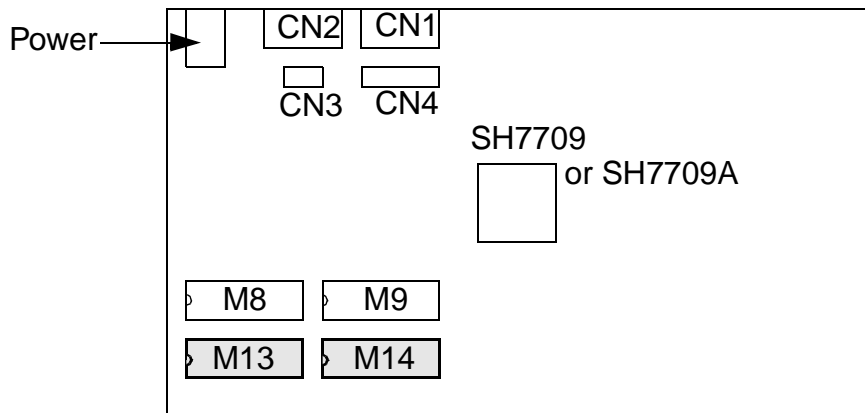 Power
CN2 CN1
CN3 CN4
SH7709
or SH7709A
M8 M9
M13 M14